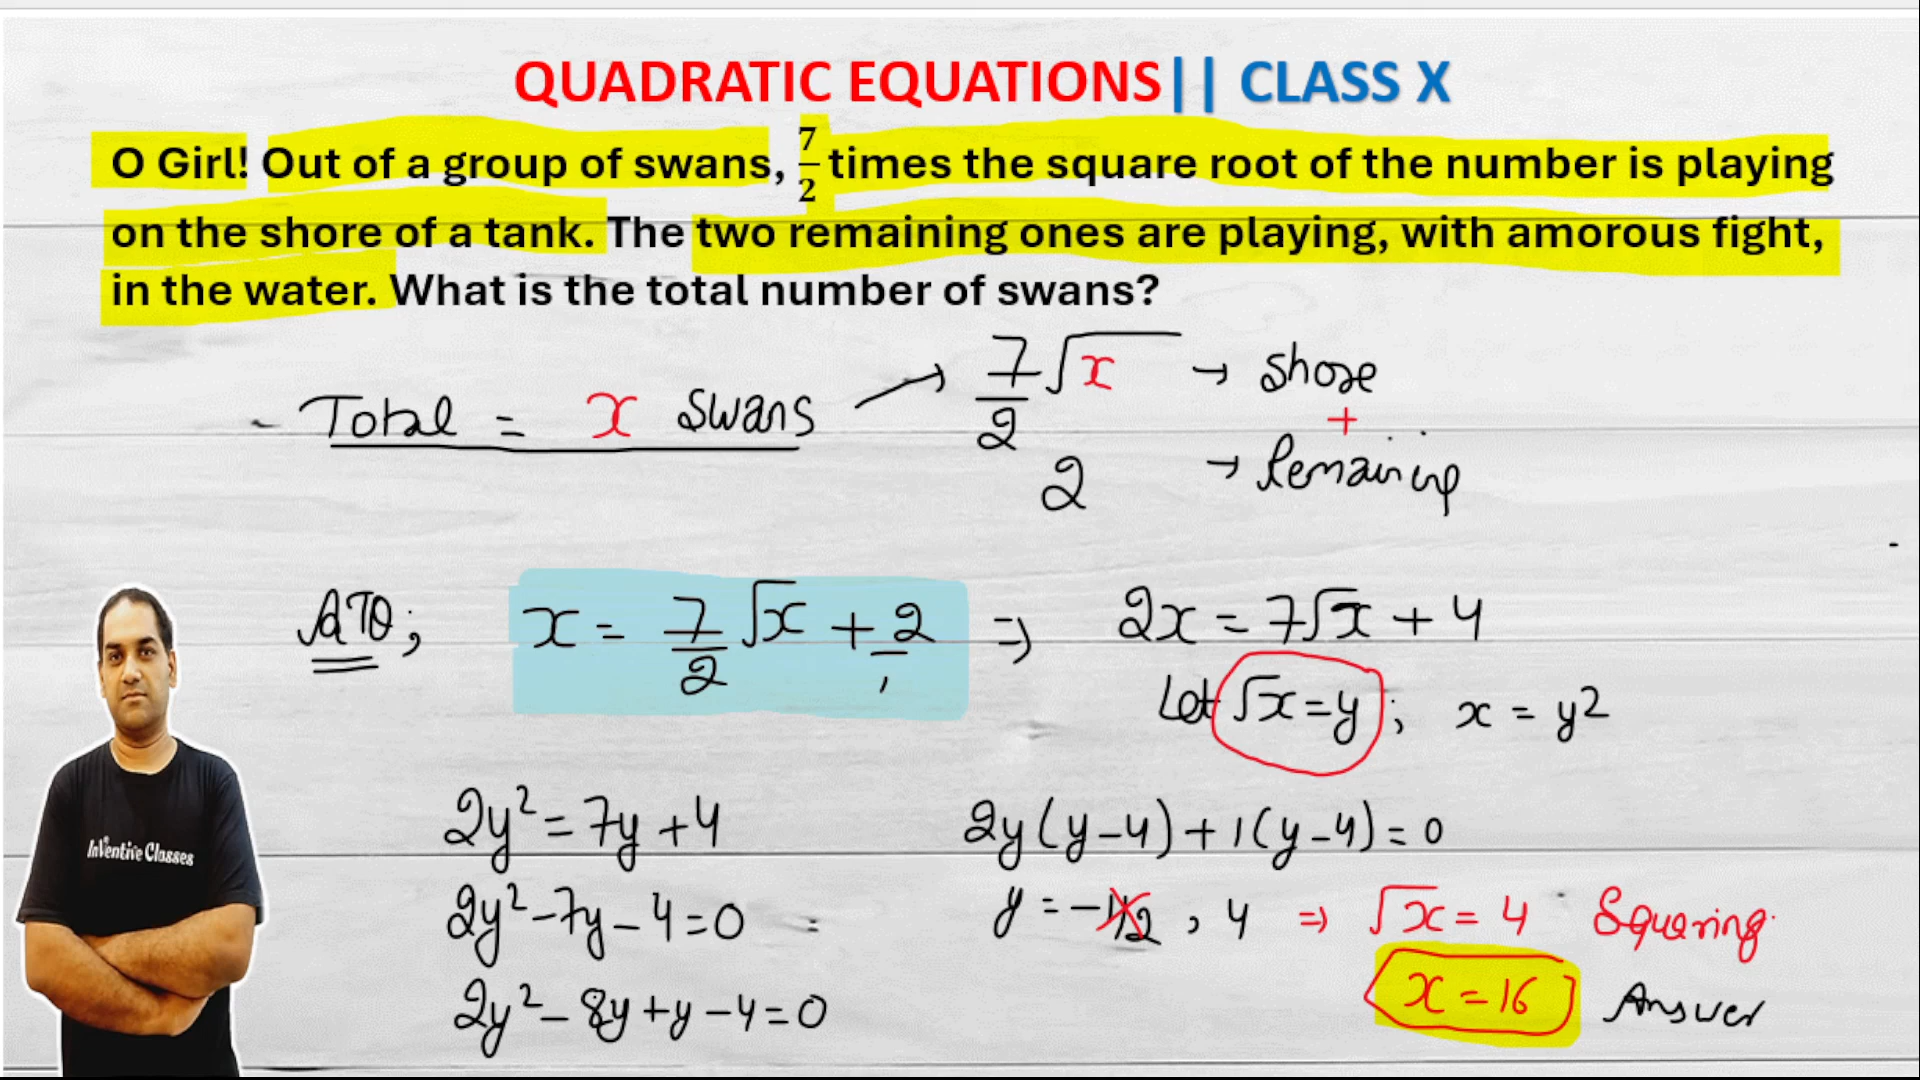 QUADRATIC EQUATIONS|| CLASS X
O Girl! Out of a group of swans, 7/2 times the square root of the number is playing
on the shore of a tank. The two remaining ones are playing, with amorous fight,
in the water. What is the total number of swans?
Total = x Swans → 7/2 √x → Shore
+
2 → Remaining
ATQ; x = 7/2 √x + 2 ⇒ 2x = 7√x + 4
Let √x = y ; x = y²
2y² = 7y + 4
2y² - 7y - 4 = 0
2y² - 8y + y - 4 = 0
2y(y-4) + 1(y-4) = 0
y = -1/2 , 4 ⇒ √x = 4 Squaring
x = 16 Answer
Inventive Classes